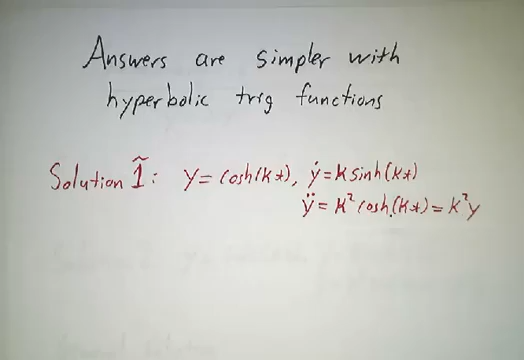 Answers are simpler with
hyperbolic trig functions
Solution 1̃: y = cosh(kt), ẏ = k sinh(kt)
ÿ = k² cosh(kt) = k²y